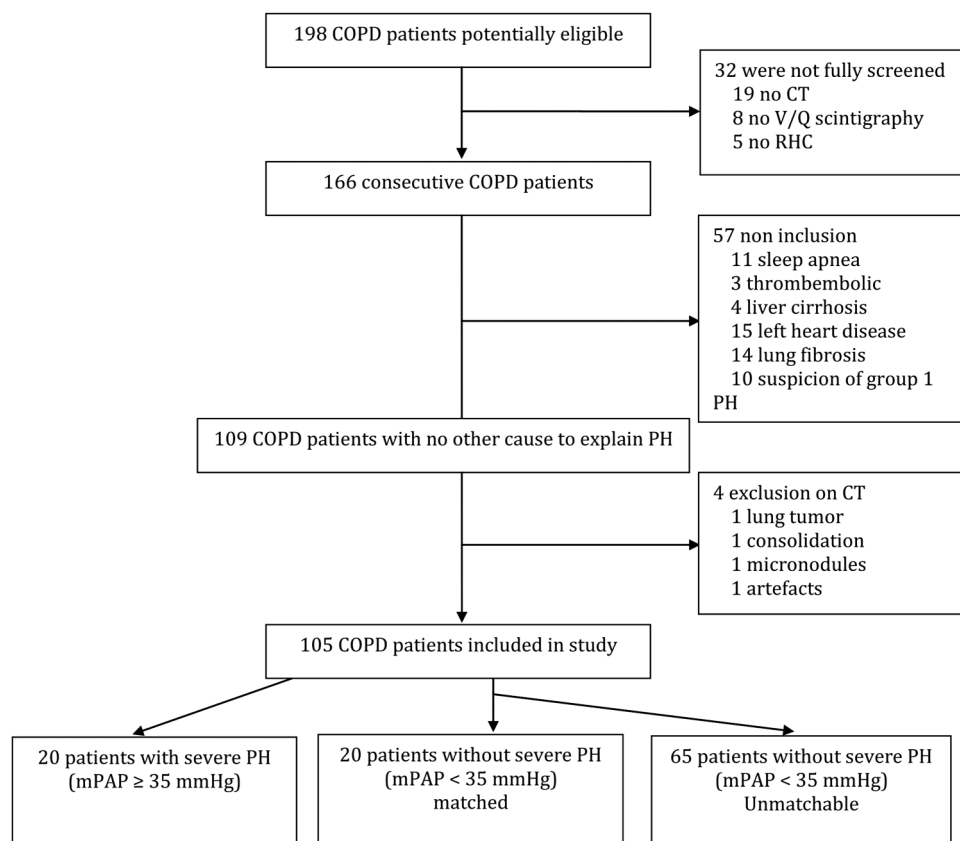 198 COPD patients potentially eligible
32 were not fully screened
19 no CT
8 no V/Q scintigraphy
5 no RHC
166 consecutive COPD patients
57 non inclusion
11 sleep apnea
3 thrombembolic
4 liver cirrhosis
15 left heart disease
14 lung fibrosis
10 suspicion of group 1
PH
109 COPD patients with no other cause to explain PH
4 exclusion on CT
1 lung tumor
1 consolidation
1 micronodules
1 artefacts
105 COPD patients included in study
20 patients with severe PH
(mPAP ≥ 35 mmHg)
20 patients without severe PH
(mPAP < 35 mmHg)
matched
65 patients without severe PH
(mPAP < 35 mmHg)
Unmatchable